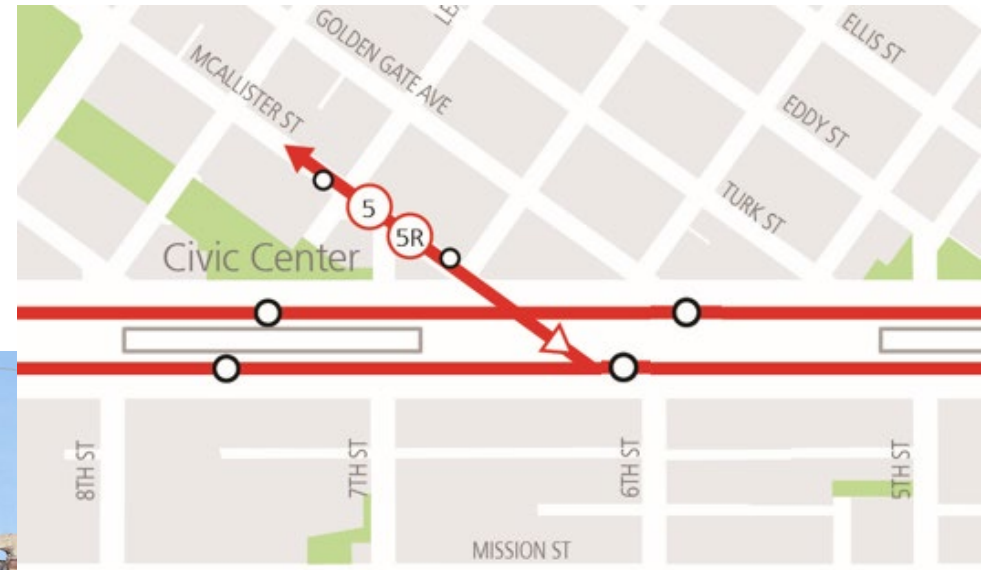 GOLDEN GATE AVE
ELLIS ST
MCALLISTER ST
EDDY ST
5
5R
TURK ST
Civic Center
8TH ST
7TH ST
6TH ST
5TH ST
MISSION ST